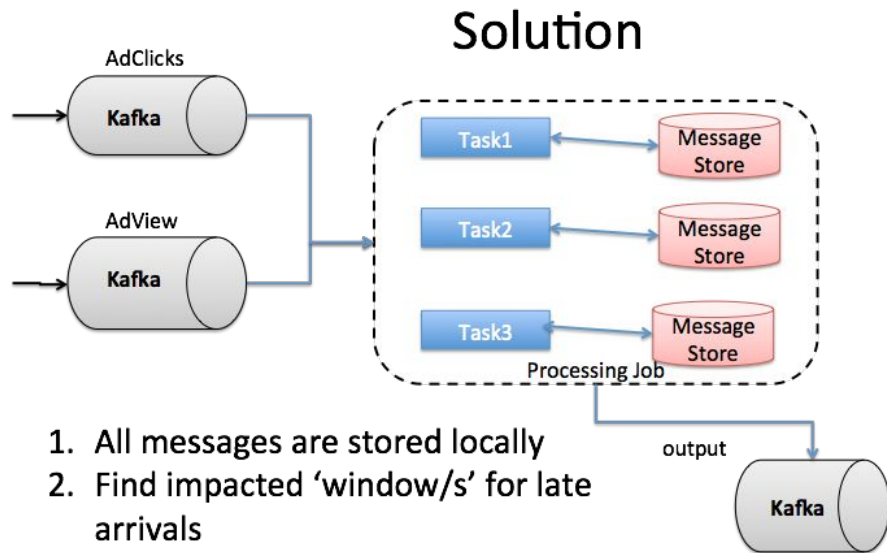 Solution
AdClicks
Kafka
AdView
Kafka
Task1
Message
Store
Task2
Message
Store
Task3
Message
Store
Processing Job
output
Kafka
1. All messages are stored locally
2. Find impacted ‘window/s’ for late
arrivals